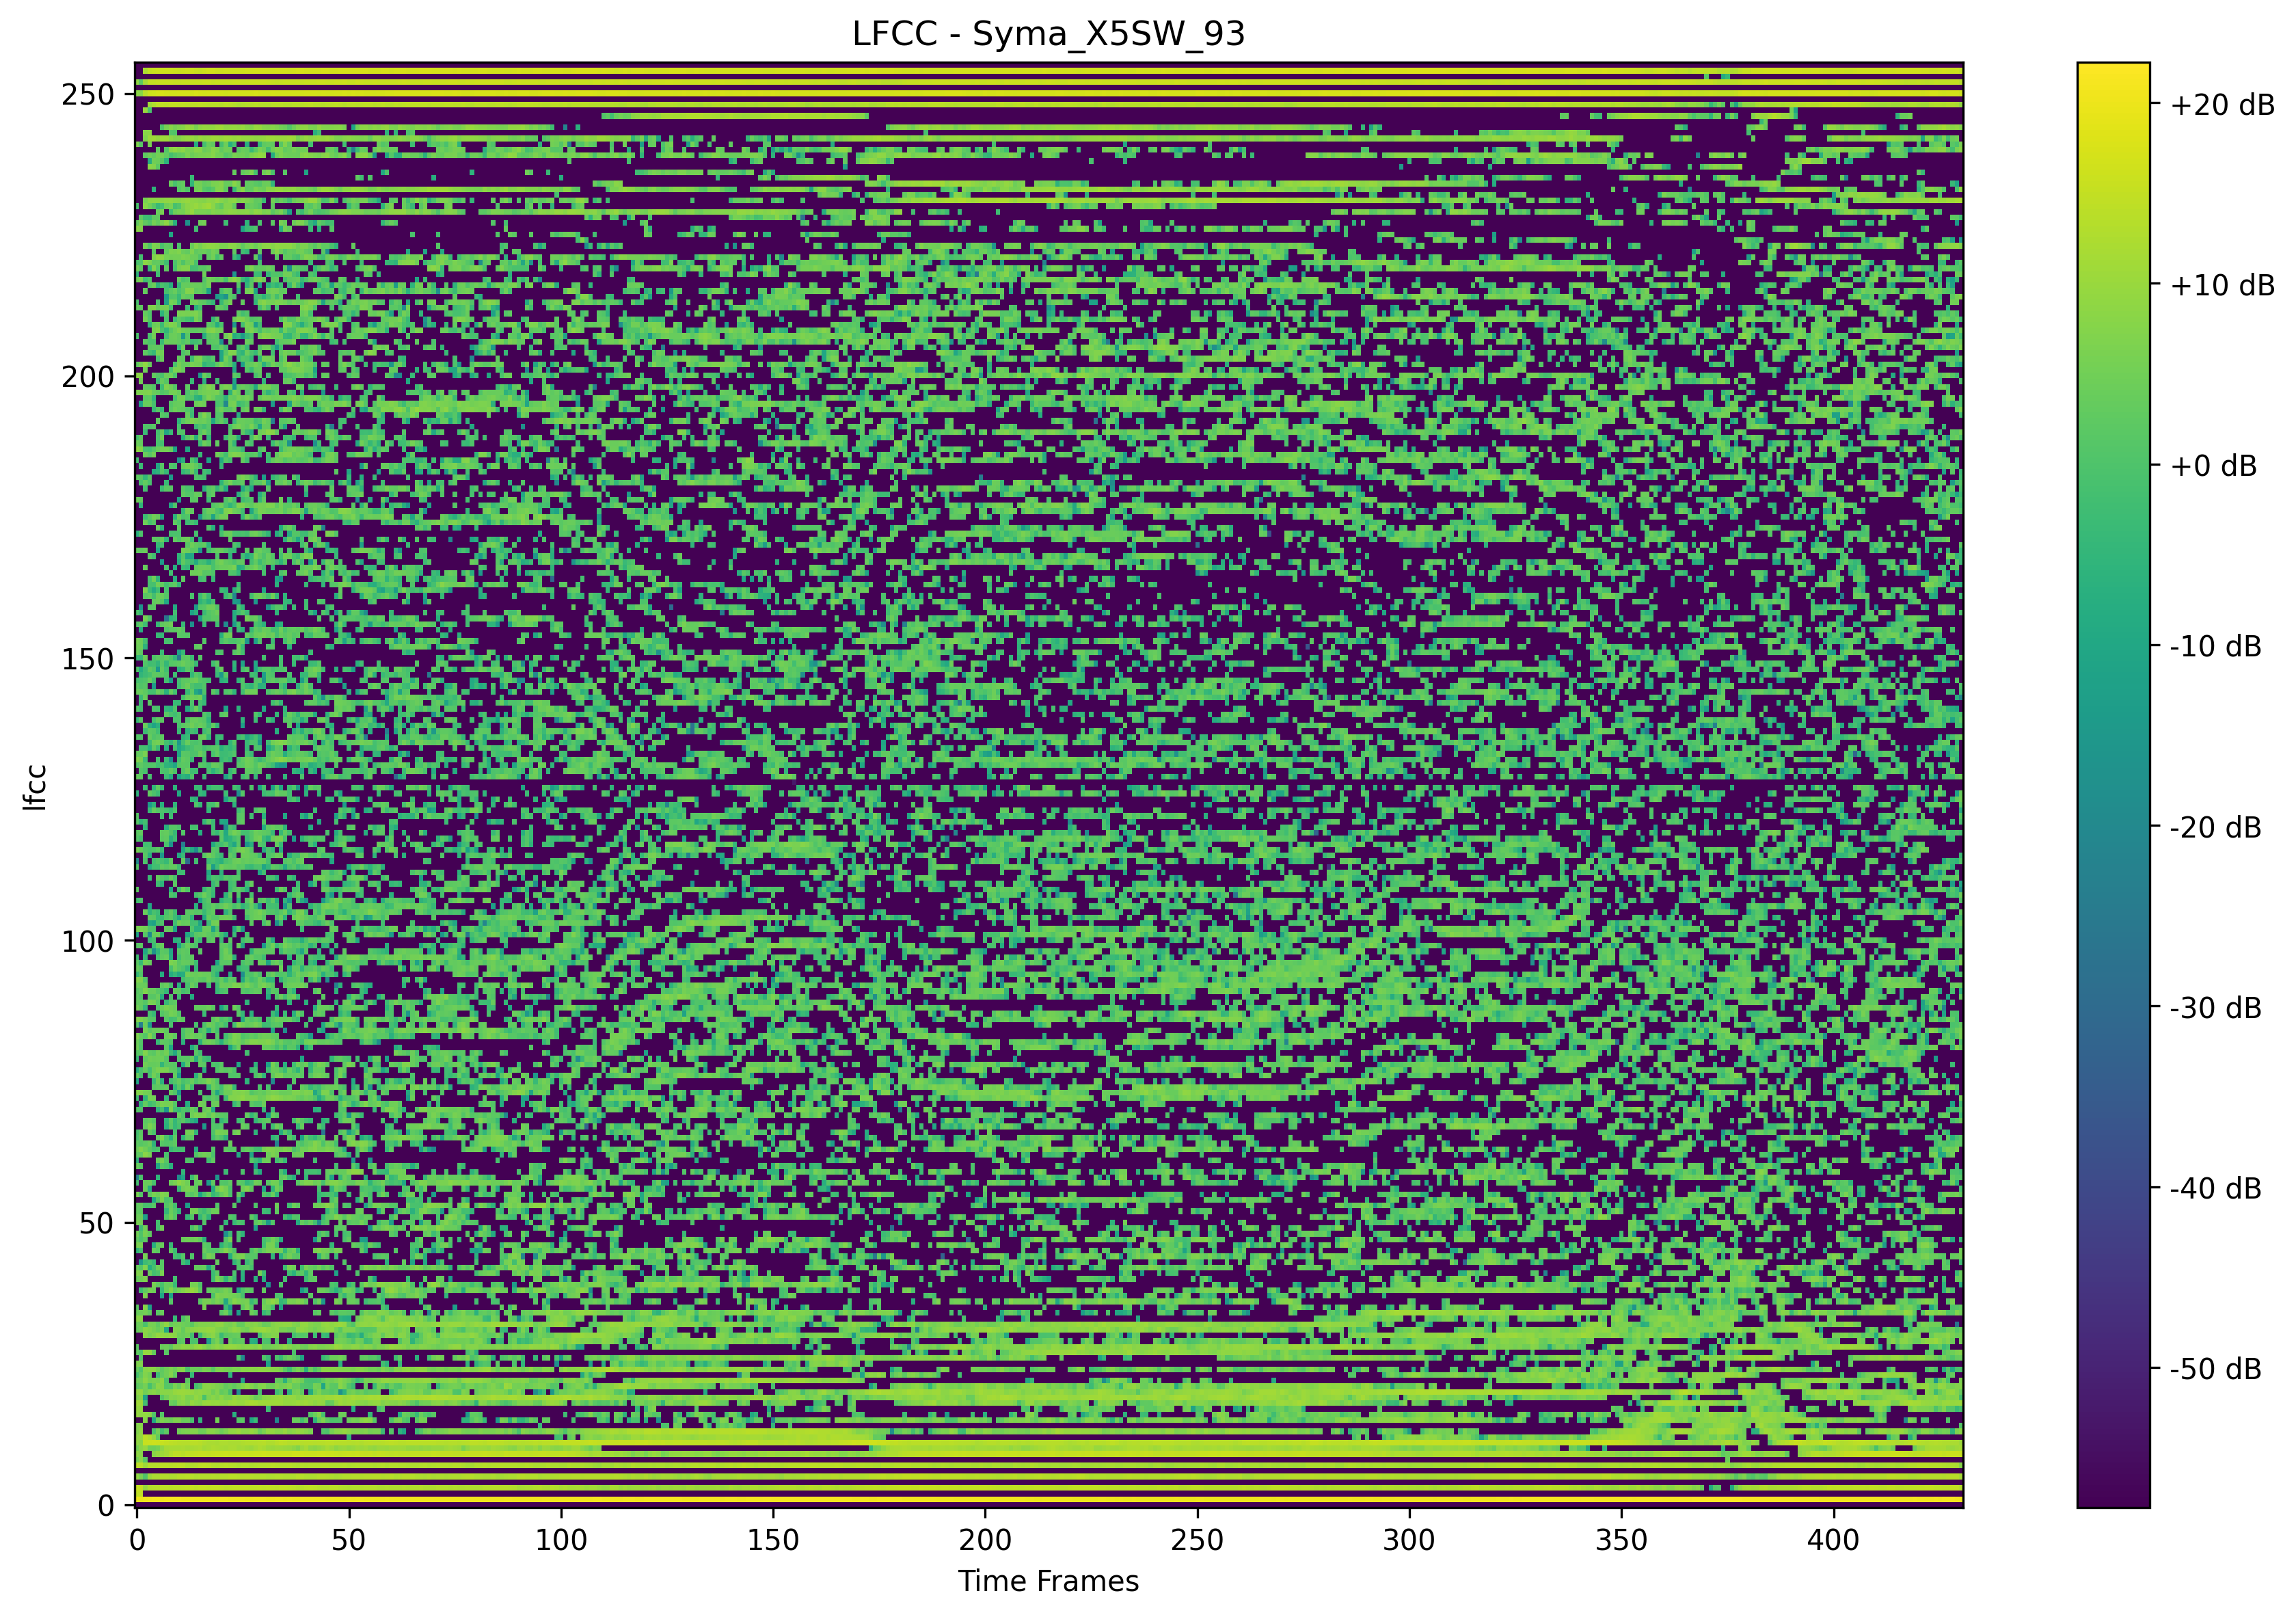 LFCC - Syma_X5SW_93
250
200
150
100
50
0
lfcc
0 50 100 150 200 250 300 350 400
Time Frames
+20 dB
+10 dB
+0 dB
-10 dB
-20 dB
-30 dB
-40 dB
-50 dB